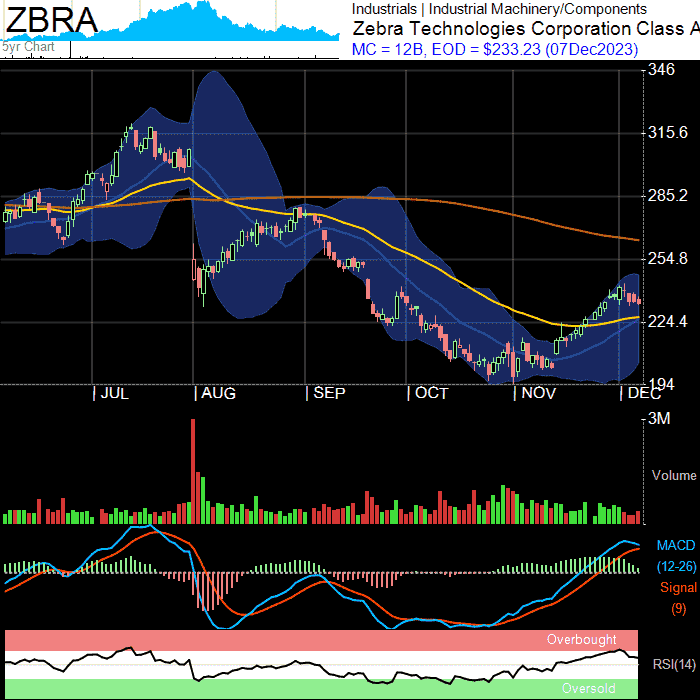 ZBRA
5yr Chart
Industrials | Industrial Machinery/Components
Zebra Technologies Corporation Class A
MC = 12B, EOD = $233.23 (07Dec2023)
346
315.6
285.2
254.8
224.4
194
JUL AUG SEP OCT NOV DEC
3M
Volume
MACD
(12-26)
Signal
(9)
Overbought
RSI(14)
Oversold